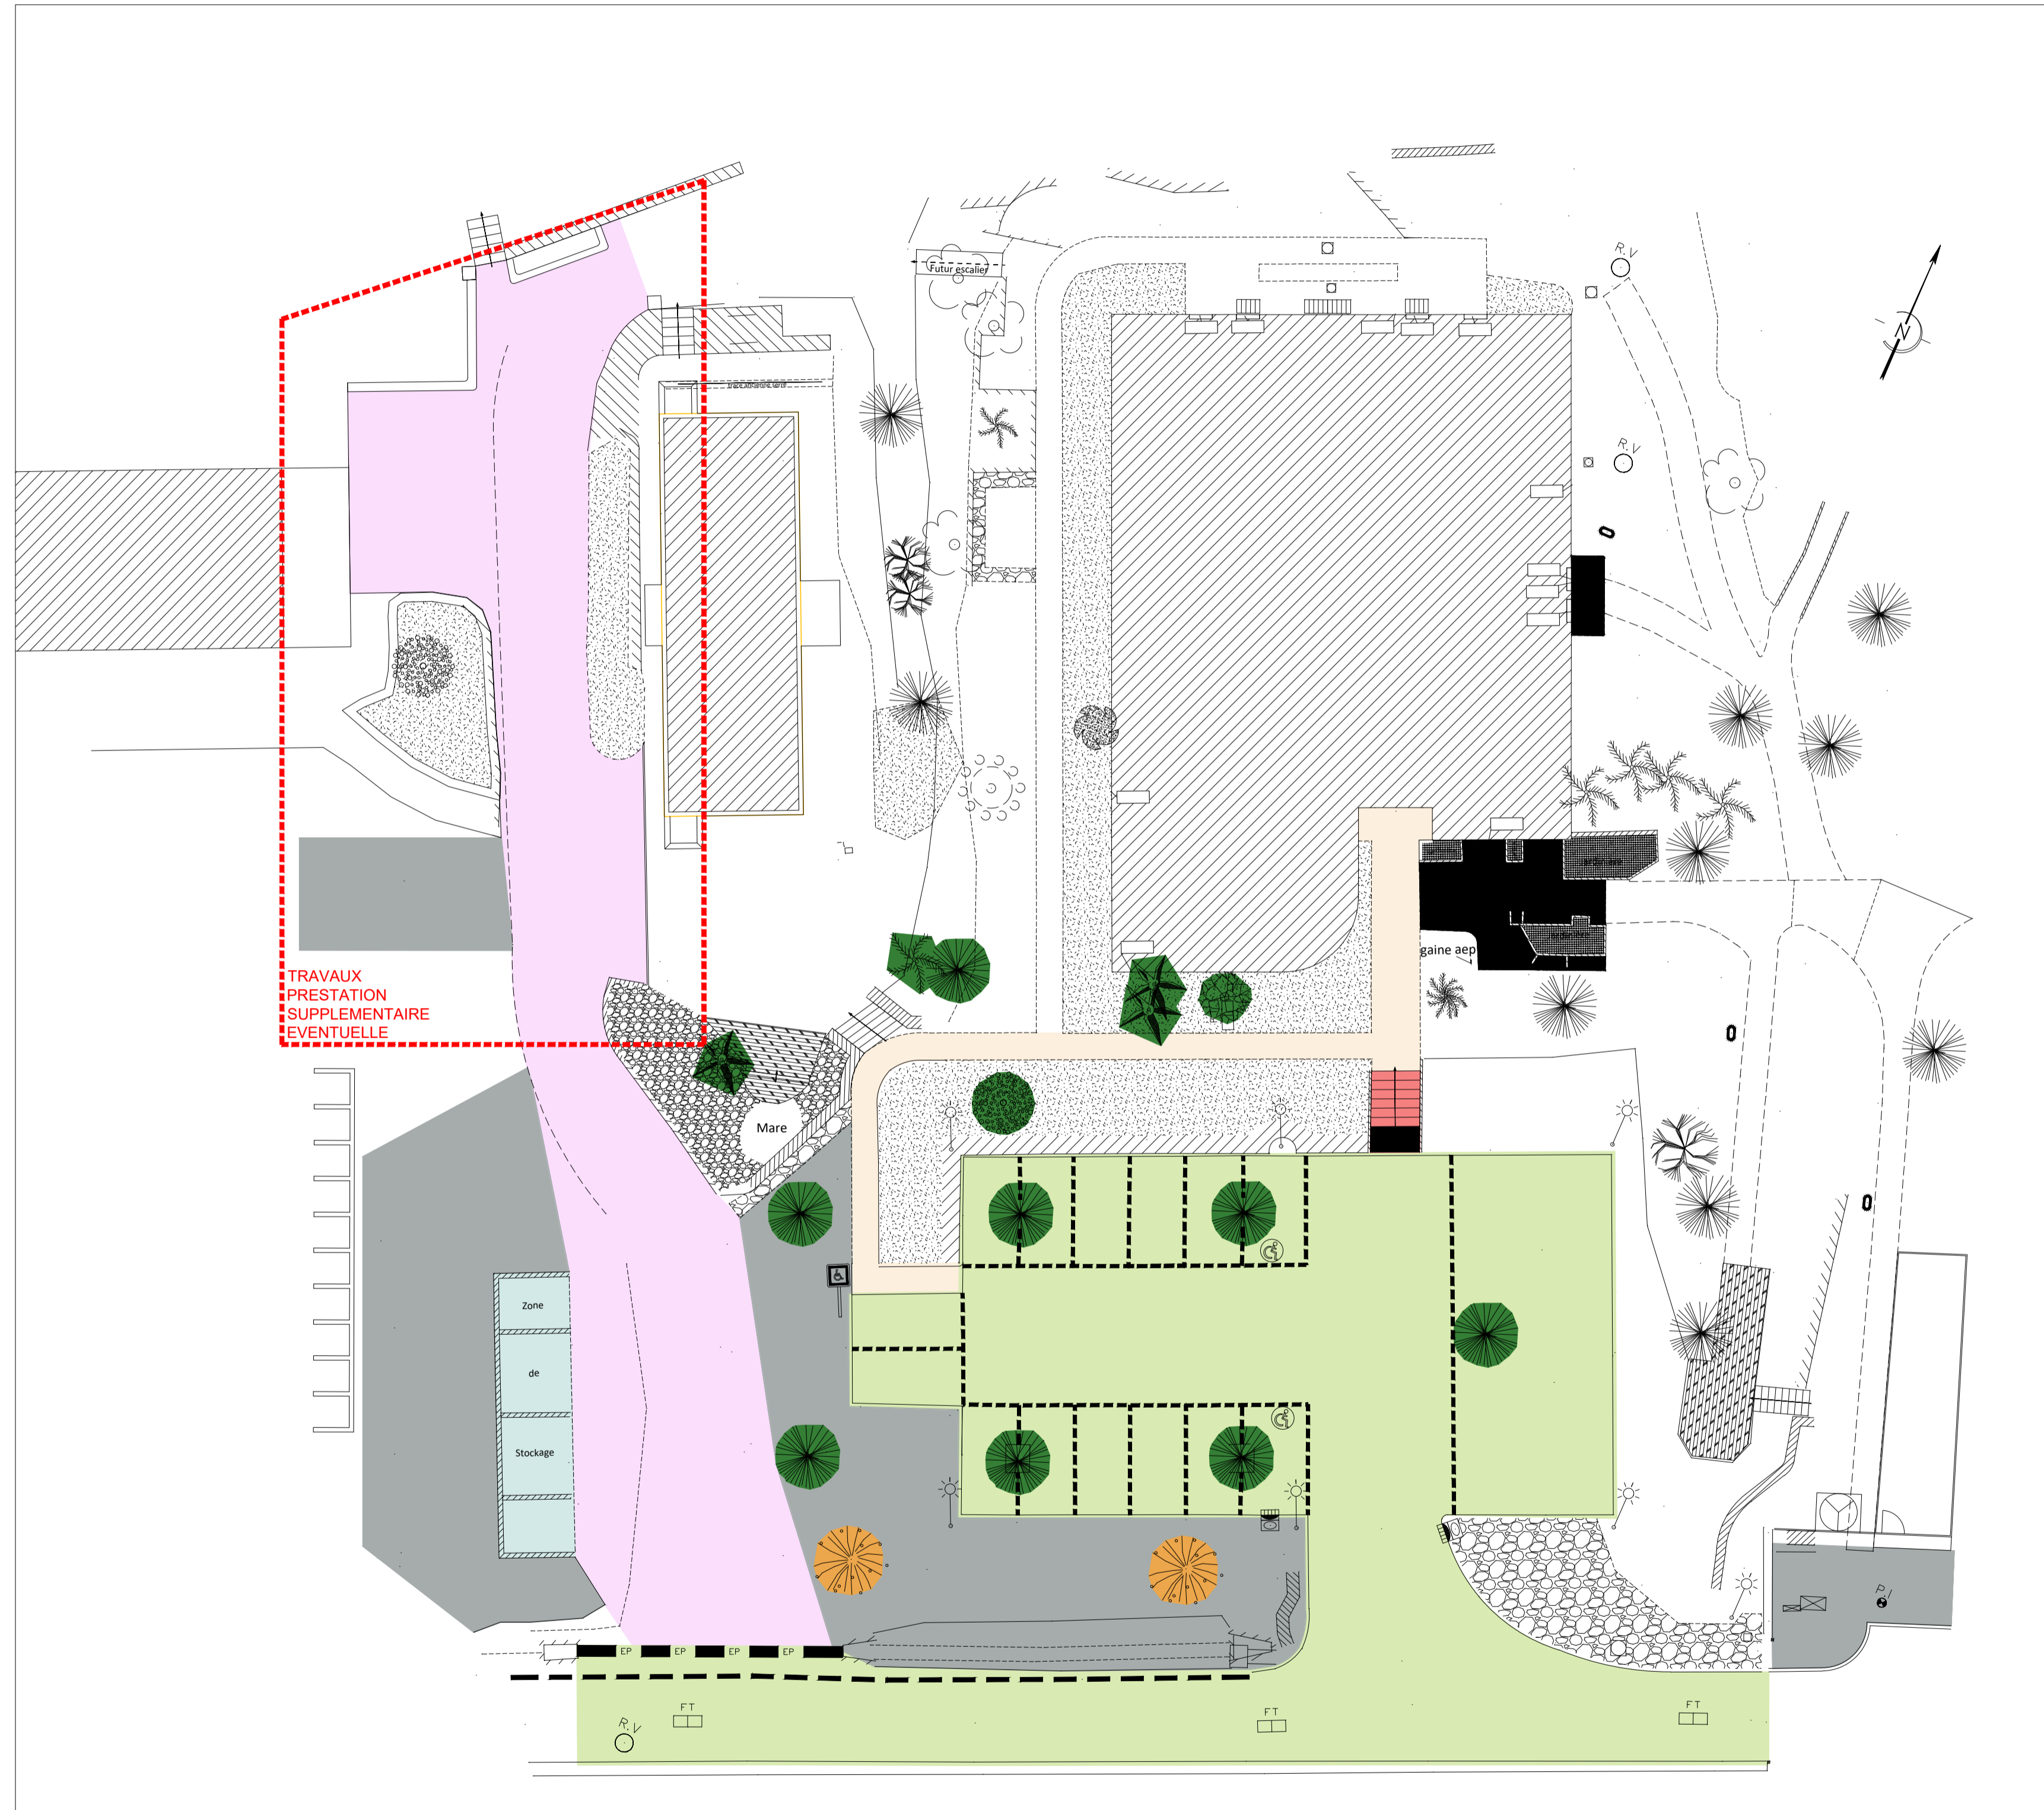 R.V
Futur escalier
N
R.V
gaine aep
TRAVAUX
PRESTATION
SUPPLEMENTAIRE
EVENTUELLE
Mare
Zone
de
Stockage
P.I
EP EP EP EP
FT
FT
FT
R.V